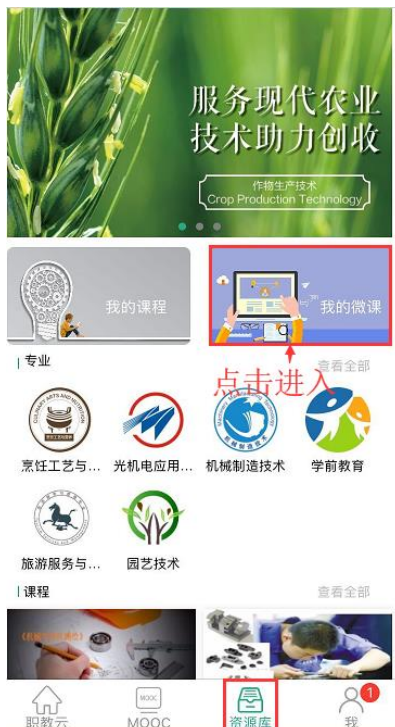 服务现代农业
技术助力创收
作物生产技术
Crop Production Technology
我的课程
我的微课
专业
查看全部
点击进入
烹饪工艺与...
光机电应用...
机械制造技术
学前教育
旅游服务与...
园艺技术
课程
查看全部
MOOC
1
职教云
MOOC
资源库
我